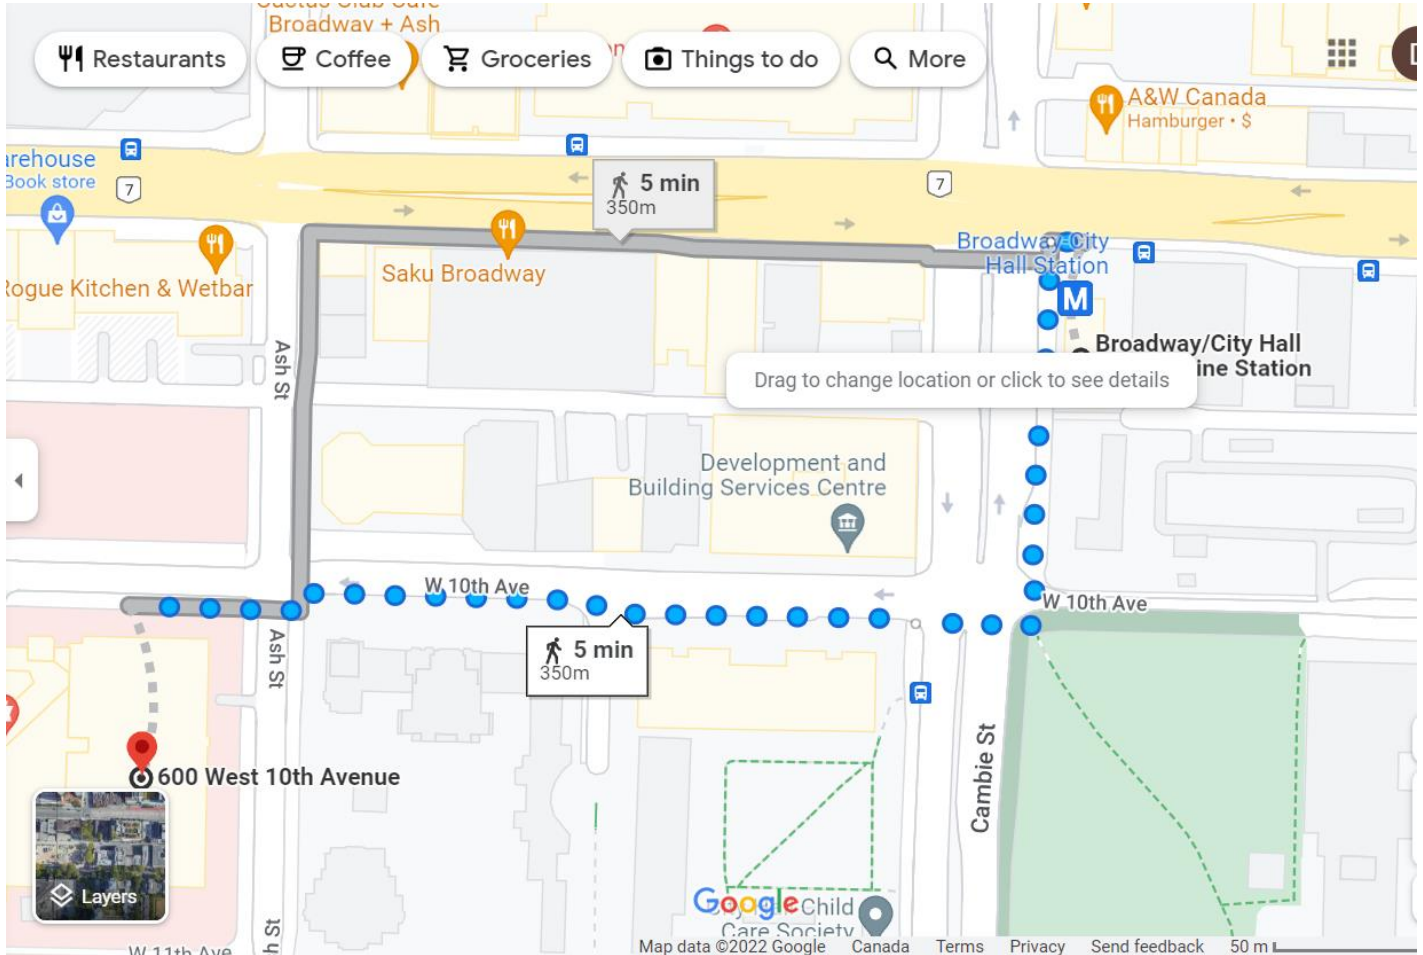 Broadway + Ash
Restaurants
Coffee
Groceries
Things to do
More
A&W Canada
Hamburger • $
arehouse
Book store
7
5 min
350m
7
Broadway-City
Hall Station
Saku Broadway
Rogue Kitchen & Wetbar
M
Broadway/City Hall
ine Station
Ash St
Drag to change location or click to see details
Development and
Building Services Centre
W 10th Ave
W 10th Ave
5 min
350m
Ash St
Cambie St
600 West 10th Avenue
Layers
Google
Child
Care Society
W 11th Ave
h St
Map data ©2022 Google Canada Terms Privacy Send feedback 50 m